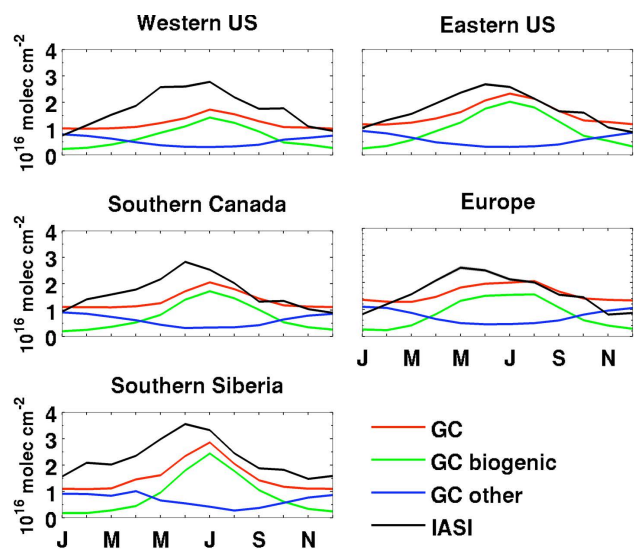 Western US
Eastern US
4
3
2
1
0
10¹⁶ molec cm⁻²
Southern Canada
Europe
4
3
2
1
0
10¹⁶ molec cm⁻²
J M M J S N
Southern Siberia
4
3
2
1
0
10¹⁶ molec cm⁻²
J M M J S N
GC
GC biogenic
GC other
IASI